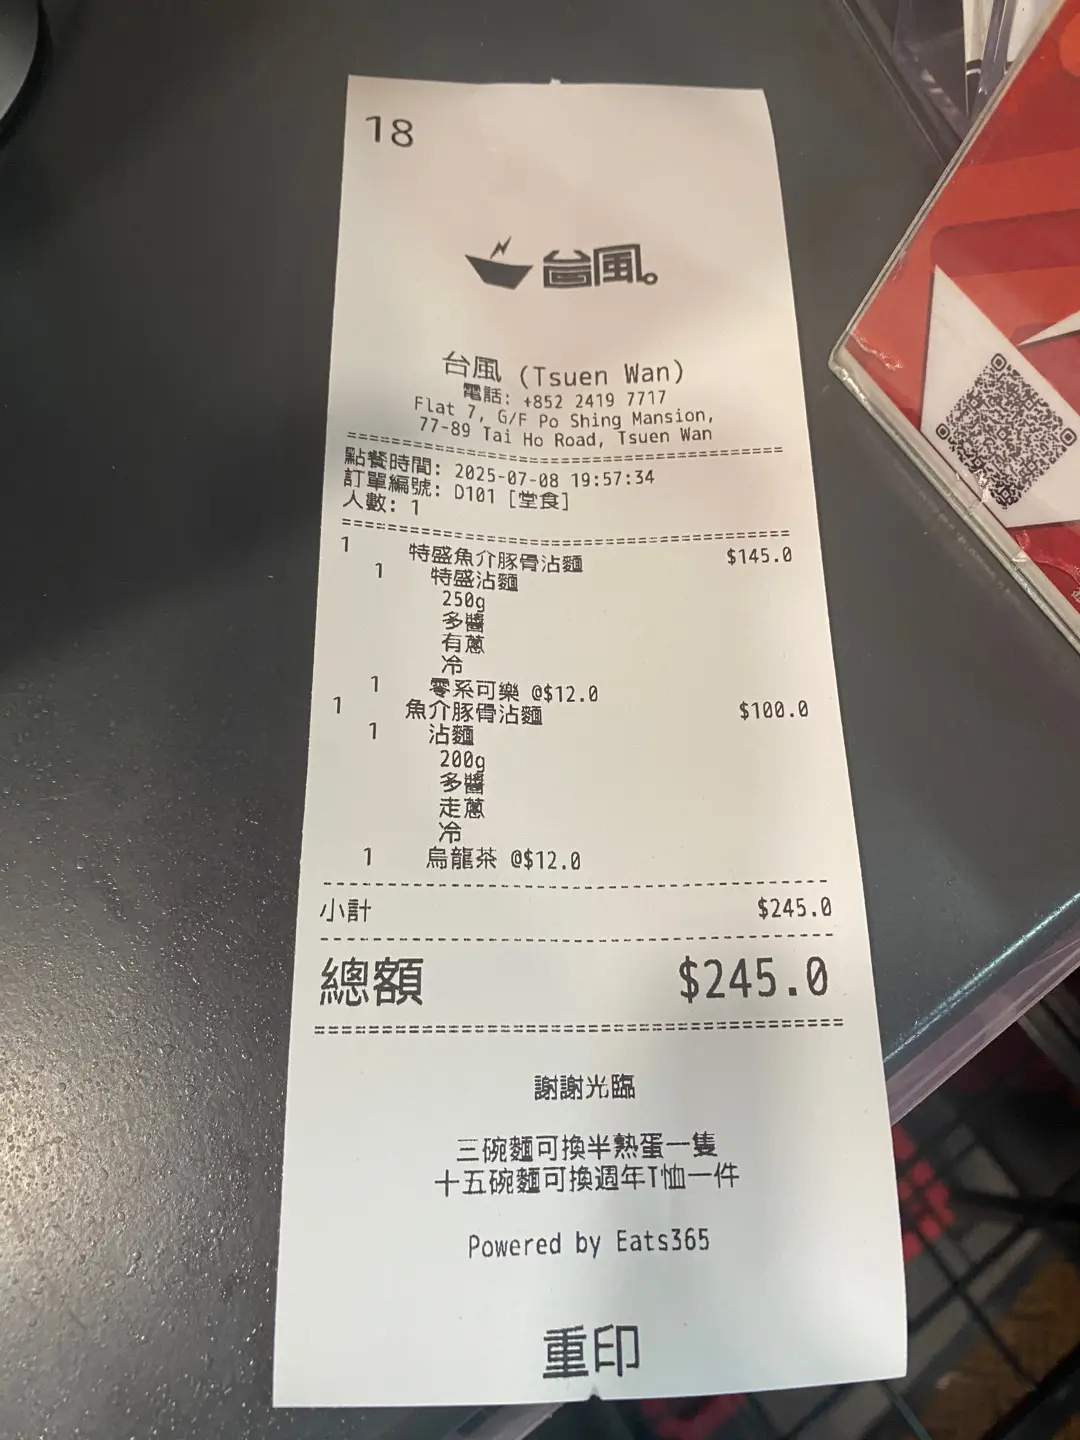 18
台風。
台風 (Tsuen Wan)
電話: +852 2419 7717
Flat 7, G/F Po Shing Mansion,
77-89 Tai Ho Road, Tsuen Wan
點餐時間: 2025-07-08 19:57:34
訂單編號: D101 [堂食]
人數: 1
1 特盛魚介豚骨沾麵 $145.0
1 特盛沾麵
250g
多醬
有蔥
冷
1 零系可樂 @$12.0
1 魚介豚骨沾麵 $100.0
1 沾麵
200g
多醬
走蔥
冷
1 烏龍茶 @$12.0
小計 $245.0
總額 $245.0
謝謝光臨
三碗麵可換半熟蛋一隻
十五碗麵可換週年T恤一件
Powered by Eats365
重印